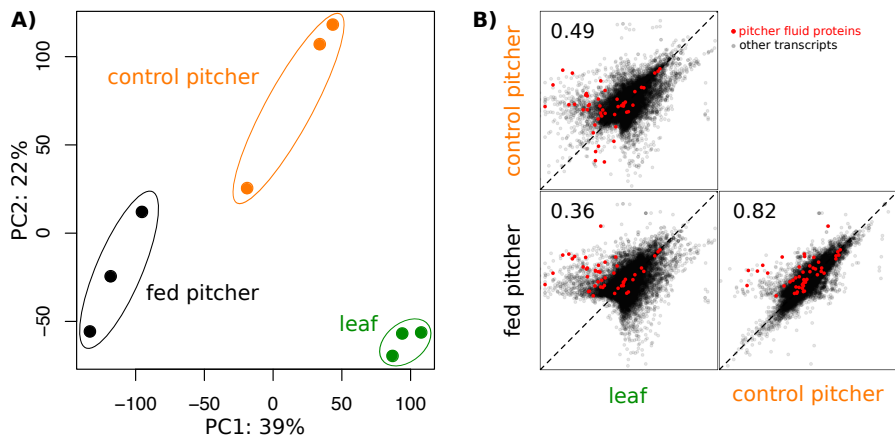 A)
control pitcher
fed pitcher
leaf
PC2: 22%
100
50
0
−50
−100
−50
0
50
100
PC1: 39%
B)
0.49
pitcher fluid proteins
other transcripts
control pitcher
0.36
0.82
fed pitcher
leaf
control pitcher